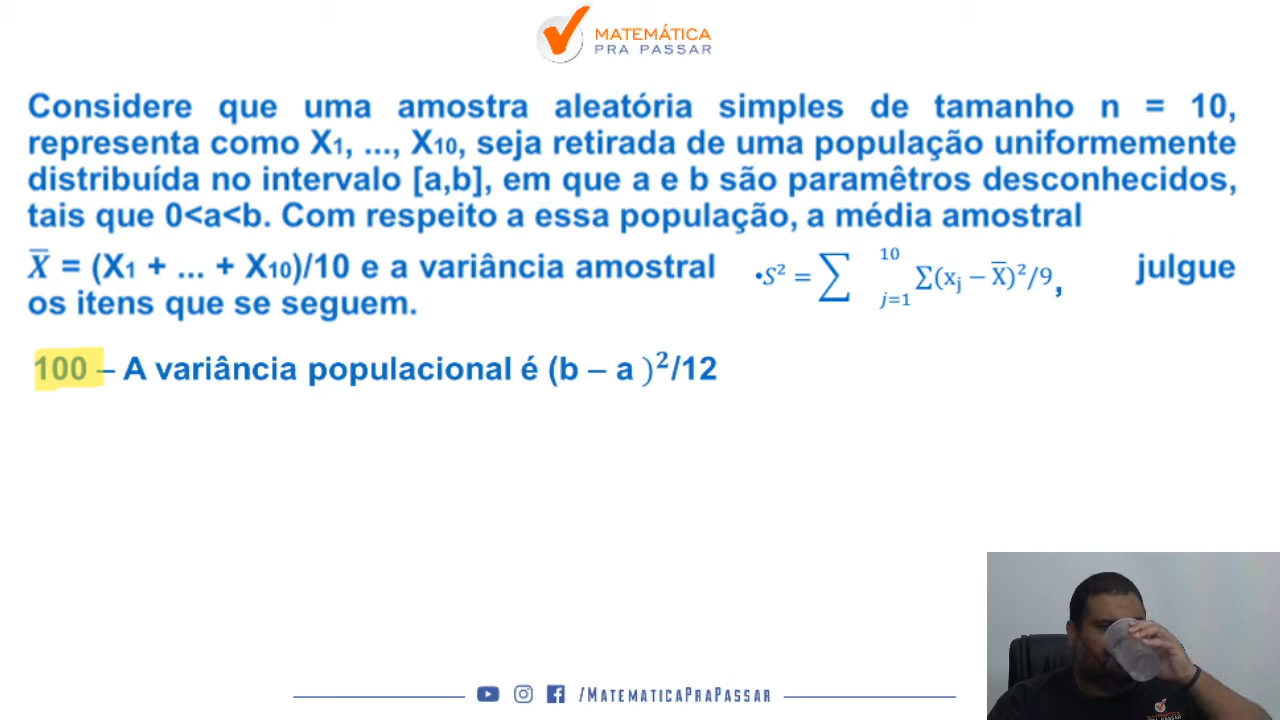 MATEMÁTICA
PRA PASSAR
Considere que uma amostra aleatória simples de tamanho n = 10,
representa como X₁, ..., X₁₀, seja retirada de uma população uniformemente
distribuída no intervalo [a,b], em que a e b são paramêtros desconhecidos,
tais que 0<a<b. Com respeito a essa população, a média amostral
X̅ = (X₁ + ... + X₁₀)/10 e a variância amostral •S² = ∑ ¹⁰ⱼ₌₁ Σ(xⱼ − X̅)²/9, julgue
os itens que se seguem.
100 – A variância populacional é (b – a )²/12
/MATEMATICAPRAPASSAR